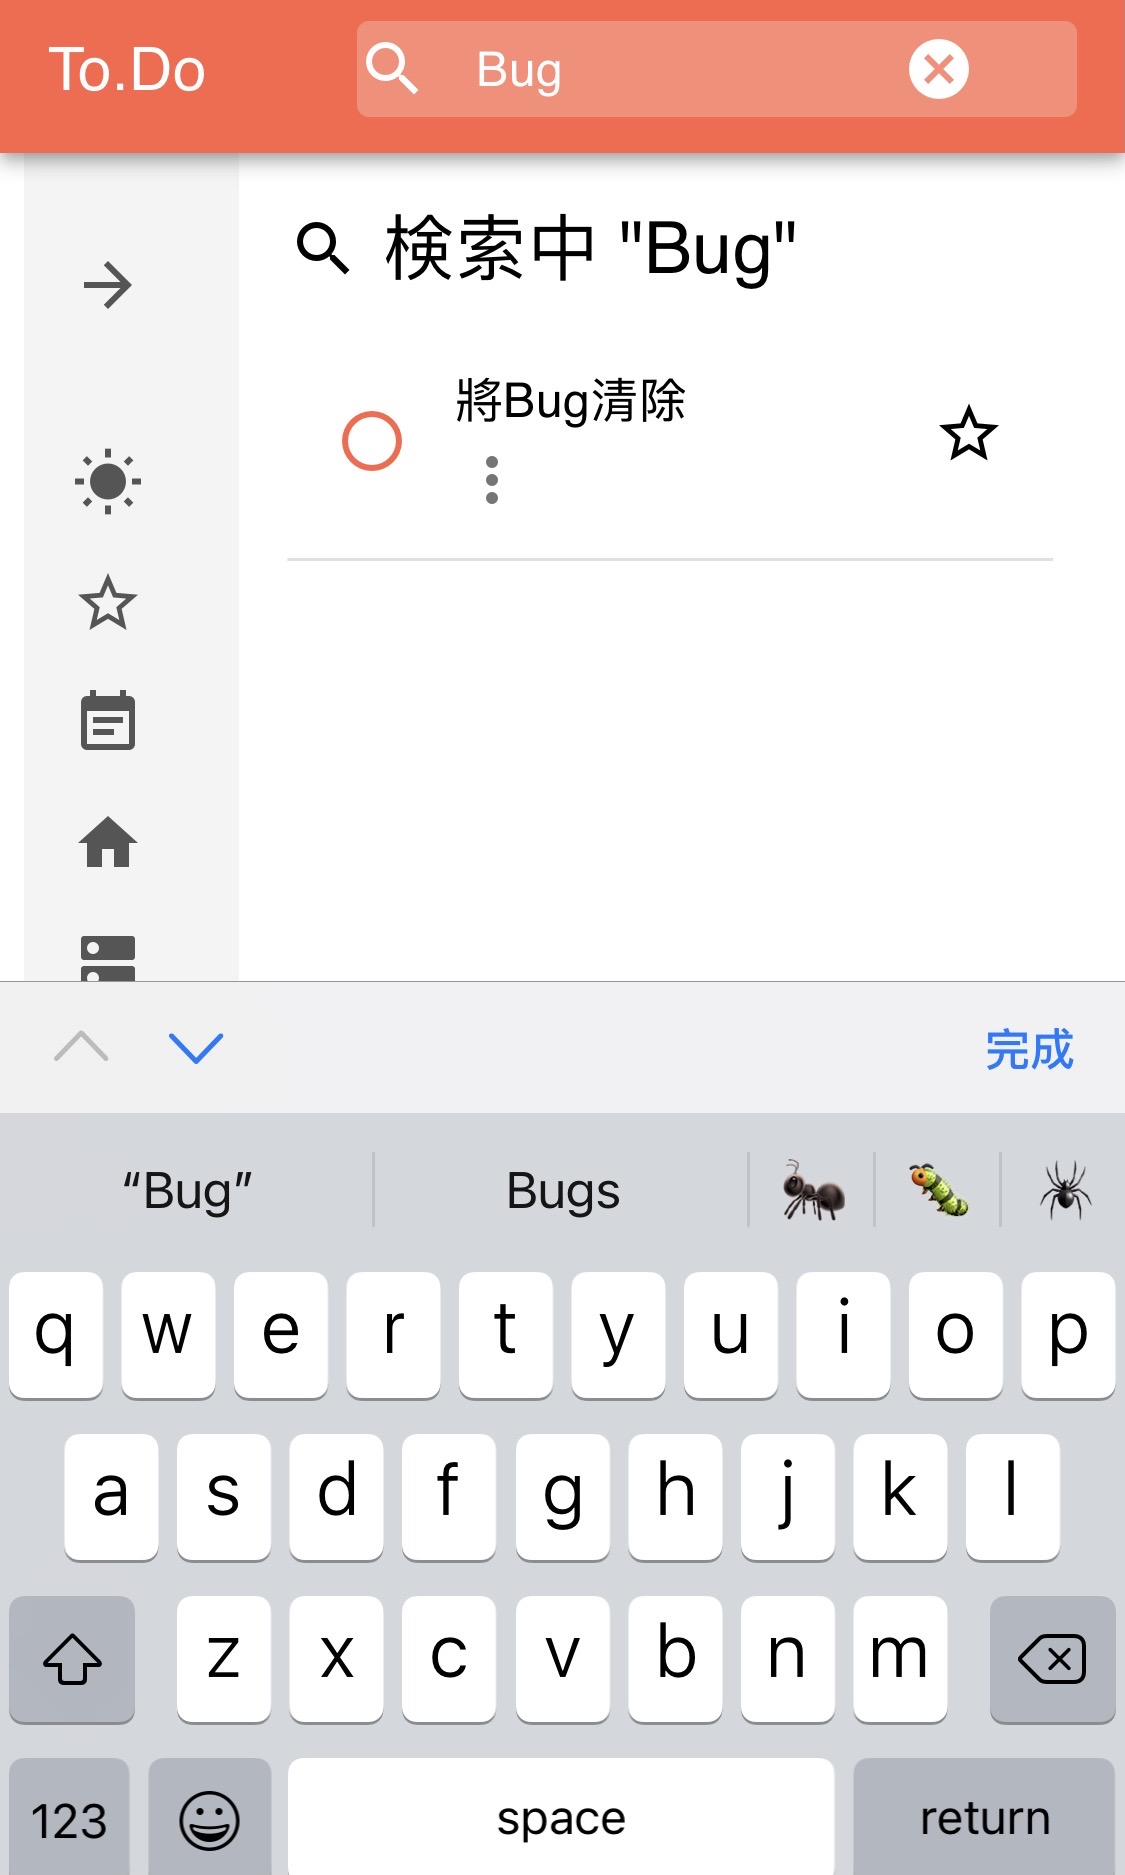 To.Do
Bug
検索中 "Bug"
將Bug清除
完成
“Bug” Bugs
q w e r t y u i o p
a s d f g h j k l
z x c v b n m
123 space return